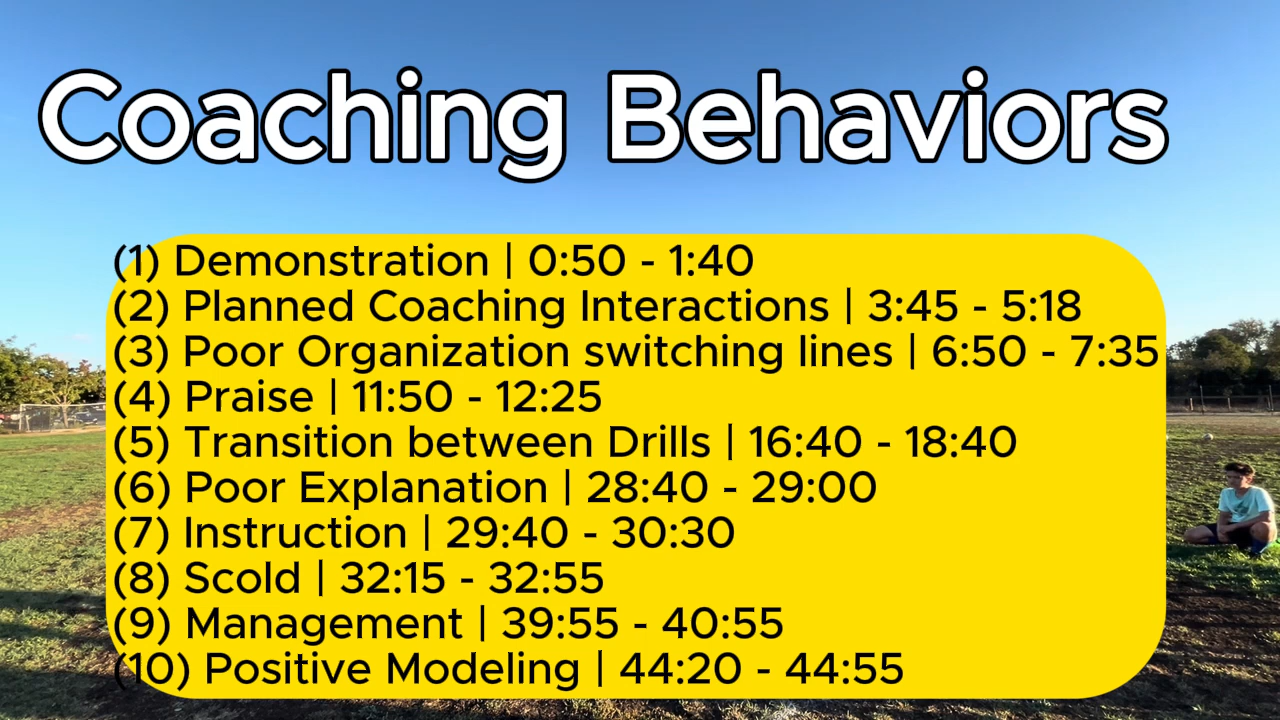 Coaching Behaviors
(1) Demonstration | 0:50 - 1:40
(2) Planned Coaching Interactions | 3:45 - 5:18
(3) Poor Organization switching lines | 6:50 - 7:35
(4) Praise | 11:50 - 12:25
(5) Transition between Drills | 16:40 - 18:40
(6) Poor Explanation | 28:40 - 29:00
(7) Instruction | 29:40 - 30:30
(8) Scold | 32:15 - 32:55
(9) Management | 39:55 - 40:55
(10) Positive Modeling | 44:20 - 44:55